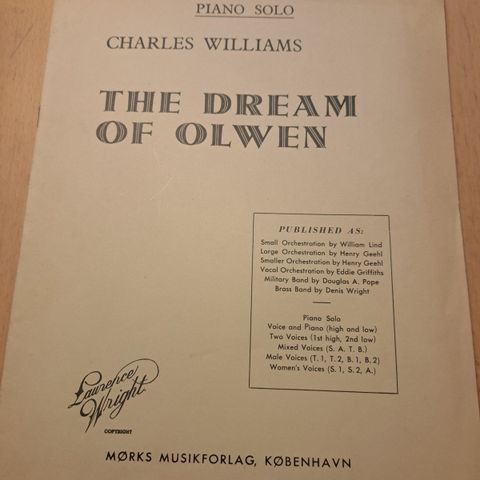 PIANO SOLO
CHARLES WILLIAMS
THE DREAM
OF OLWEN
PUBLISHED AS:
Small Orchestration by William Lind
Large Orchestration by Henry Geehl
Smaller Orchestration by Henry Geehl
Vocal Orchestration by Eddie Griffiths
Military Band by Douglas A. Pope
Brass Band by Denis Wright
Piano Solo
Voice and Piano (high and low)
Two Voices (1st high, 2nd low)
Mixed Voices (S. A. T. B.)
Male Voices (T. 1, T. 2, B. 1, B. 2)
Women's Voices (S. 1, S. 2, A.)
Laurence
Wright.
COPYRIGHT
MØRKS MUSIKFORLAG, KØBENHAVN